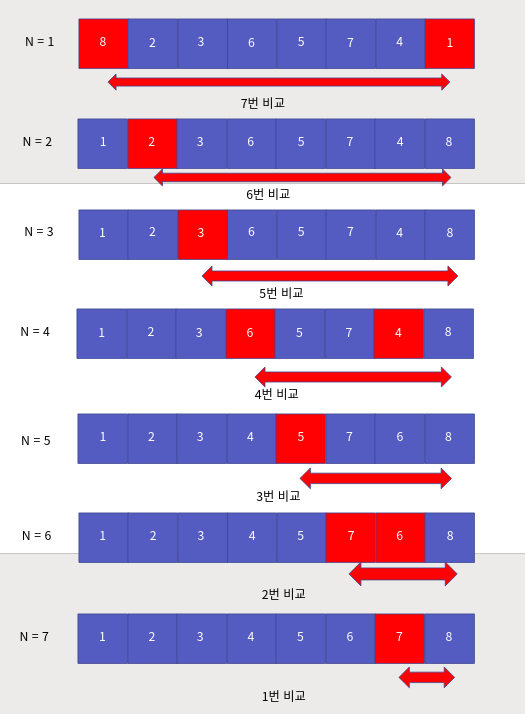 N = 1 8 2 3 6 5 7 4 1
7번 비교
N = 2 1 2 3 6 5 7 4 8
6번 비교
N = 3 1 2 3 6 5 7 4 8
5번 비교
N = 4 1 2 3 6 5 7 4 8
4번 비교
N = 5 1 2 3 4 5 7 6 8
3번 비교
N = 6 1 2 3 4 5 7 6 8
2번 비교
N = 7 1 2 3 4 5 6 7 8
1번 비교